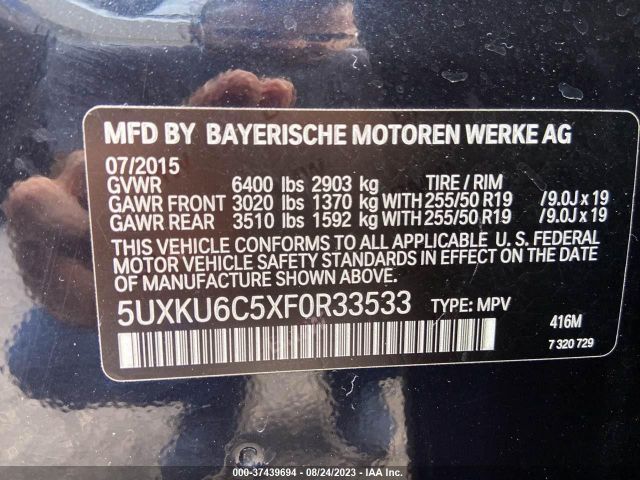 MFD BY BAYERISCHE MOTOREN WERKE AG
07/2015
GVWR 6400 lbs 2903 kg TIRE / RIM
GAWR FRONT 3020 lbs 1370 kg WITH 255/50 R19 /9.0J x 19
GAWR REAR 3510 lbs 1592 kg WITH 255/50 R19 /9.0J x 19
THIS VEHICLE CONFORMS TO ALL APPLICABLE U. S. FEDERAL
MOTOR VEHICLE SAFETY STANDARDS IN EFFECT ON THE DATE
OF MANUFACTURE SHOWN ABOVE.
5UXKU6C5XF0R33533 TYPE: MPV
416M
7 320 729
000-37439694 - 08/24/2023 - IAA Inc.